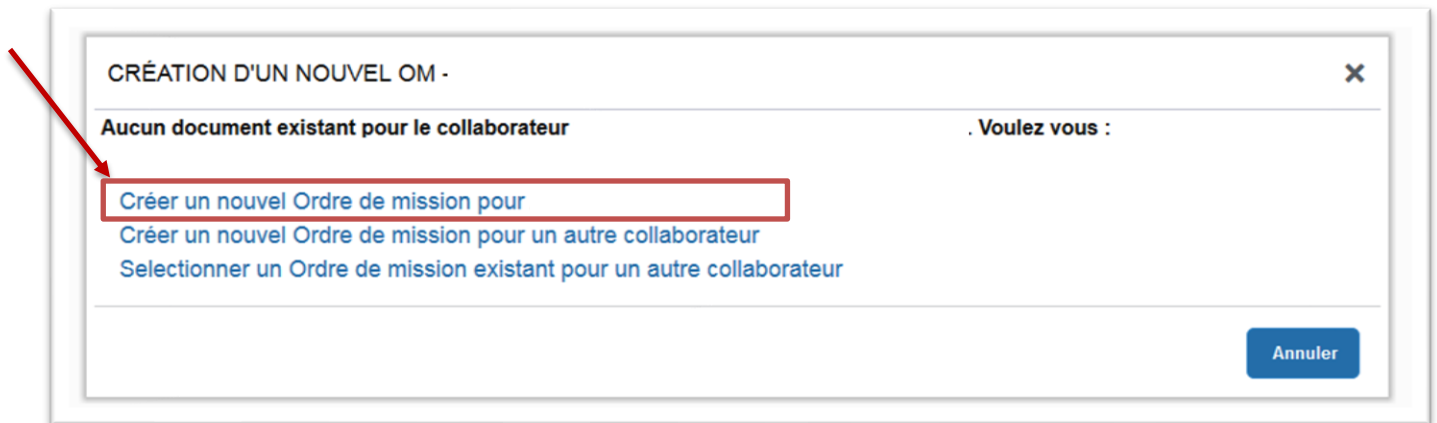 CRÉATION D'UN NOUVEL OM -
Aucun document existant pour le collaborateur . Voulez vous :
Créer un nouvel Ordre de mission pour
Créer un nouvel Ordre de mission pour un autre collaborateur
Selectionner un Ordre de mission existant pour un autre collaborateur
Annuler